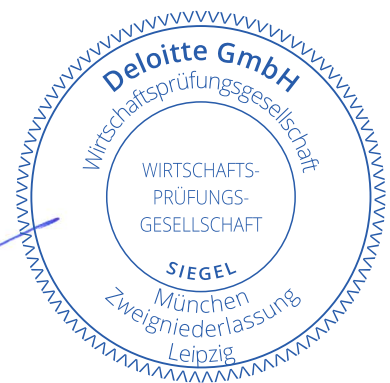 Deloitte GmbH
Wirtschaftsprüfungsgesellschaft
WIRTSCHAFTS-
PRÜFUNGS-
GESELLSCHAFT
SIEGEL
München
Zweigniederlassung
Leipzig